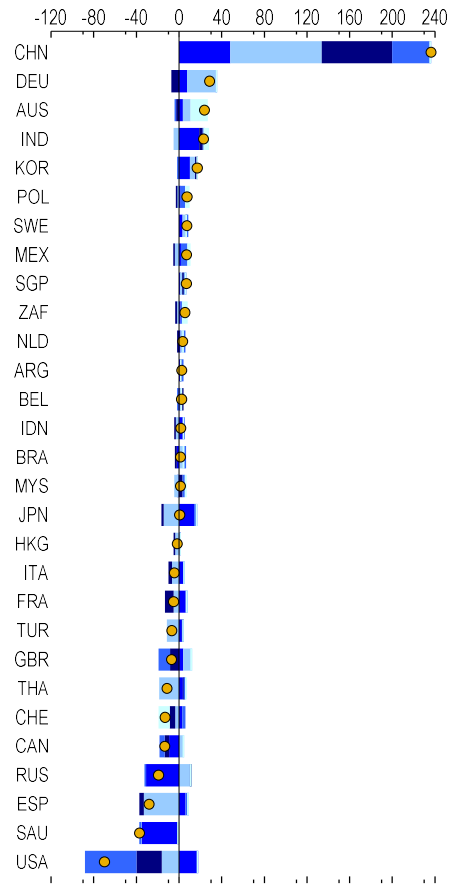 -120 -80 -40 0 40 80 120 160 200 240
CHN
DEU
AUS
IND
KOR
POL
SWE
MEX
SGP
ZAF
NLD
ARG
BEL
IDN
BRA
MYS
JPN
HKG
ITA
FRA
TUR
GBR
THA
CHE
CAN
RUS
ESP
SAU
USA